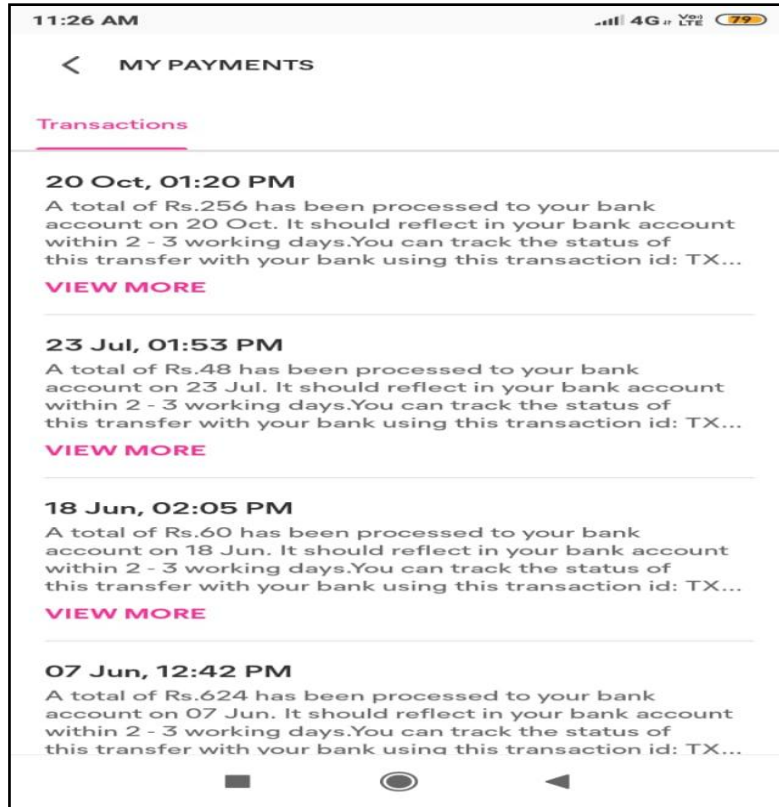 11:26 AM
4G Vo)) LTE 79
MY PAYMENTS
Transactions
20 Oct, 01:20 PM
A total of Rs.256 has been processed to your bank
account on 20 Oct. It should reflect in your bank account
within 2 - 3 working days.You can track the status of
this transfer with your bank using this transaction id: TX...
VIEW MORE
23 Jul, 01:53 PM
A total of Rs.48 has been processed to your bank
account on 23 Jul. It should reflect in your bank account
within 2 - 3 working days.You can track the status of
this transfer with your bank using this transaction id: TX...
VIEW MORE
18 Jun, 02:05 PM
A total of Rs.60 has been processed to your bank
account on 18 Jun. It should reflect in your bank account
within 2 - 3 working days.You can track the status of
this transfer with your bank using this transaction id: TX...
VIEW MORE
07 Jun, 12:42 PM
A total of Rs.624 has been processed to your bank
account on 07 Jun. It should reflect in your bank account
within 2 - 3 working days.You can track the status of
this transfer with your bank using this transaction id: TX...